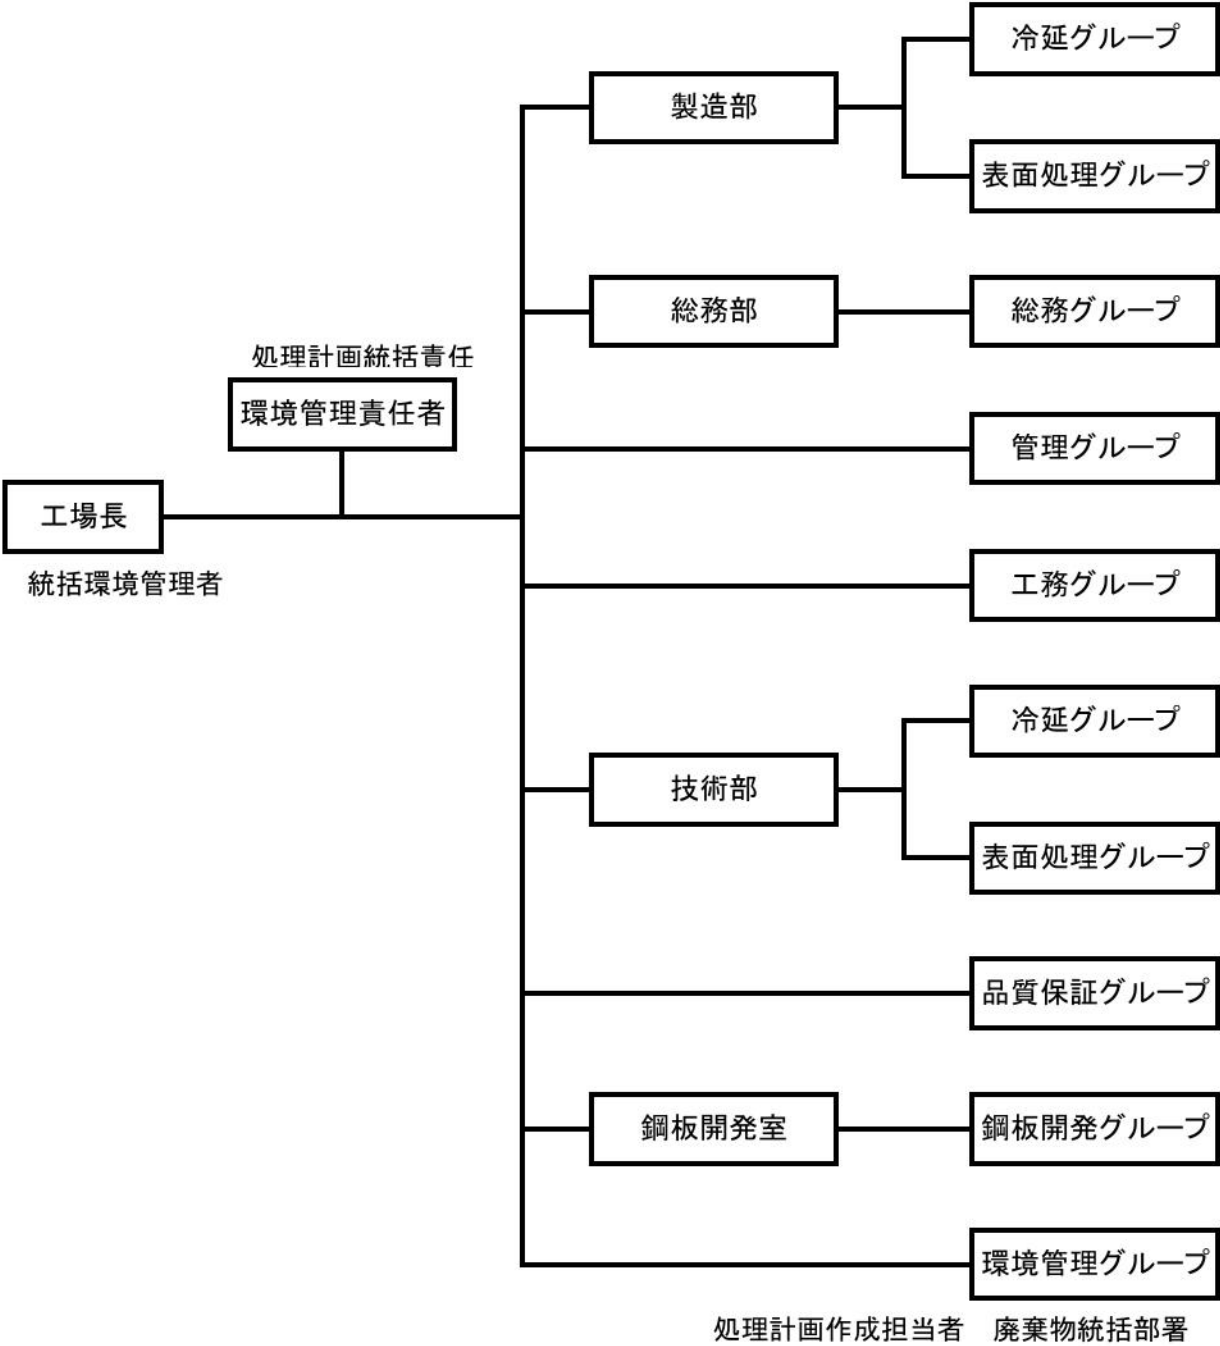 冷延グループ
製造部
表面処理グループ
総務部
総務グループ
処理計画統括責任
環境管理責任者
管理グループ
工場長
統括環境管理者
工務グループ
冷延グループ
技術部
表面処理グループ
品質保証グループ
鋼板開発室
鋼板開発グループ
環境管理グループ
処理計画作成担当者　廃棄物統括部署